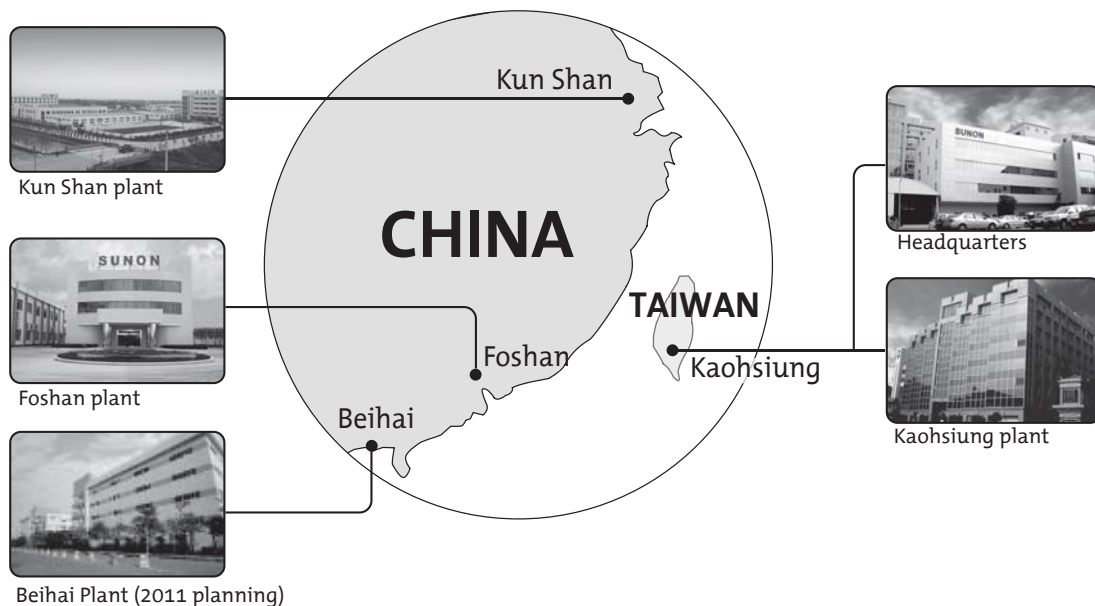 Kun Shan
Kun Shan plant
SUNON
Headquarters
CHINA
SUNON
TAIWAN
Foshan
Kaohsiung
Foshan plant
Beihai
Kaohsiung plant
Beihai Plant (2011 planning)